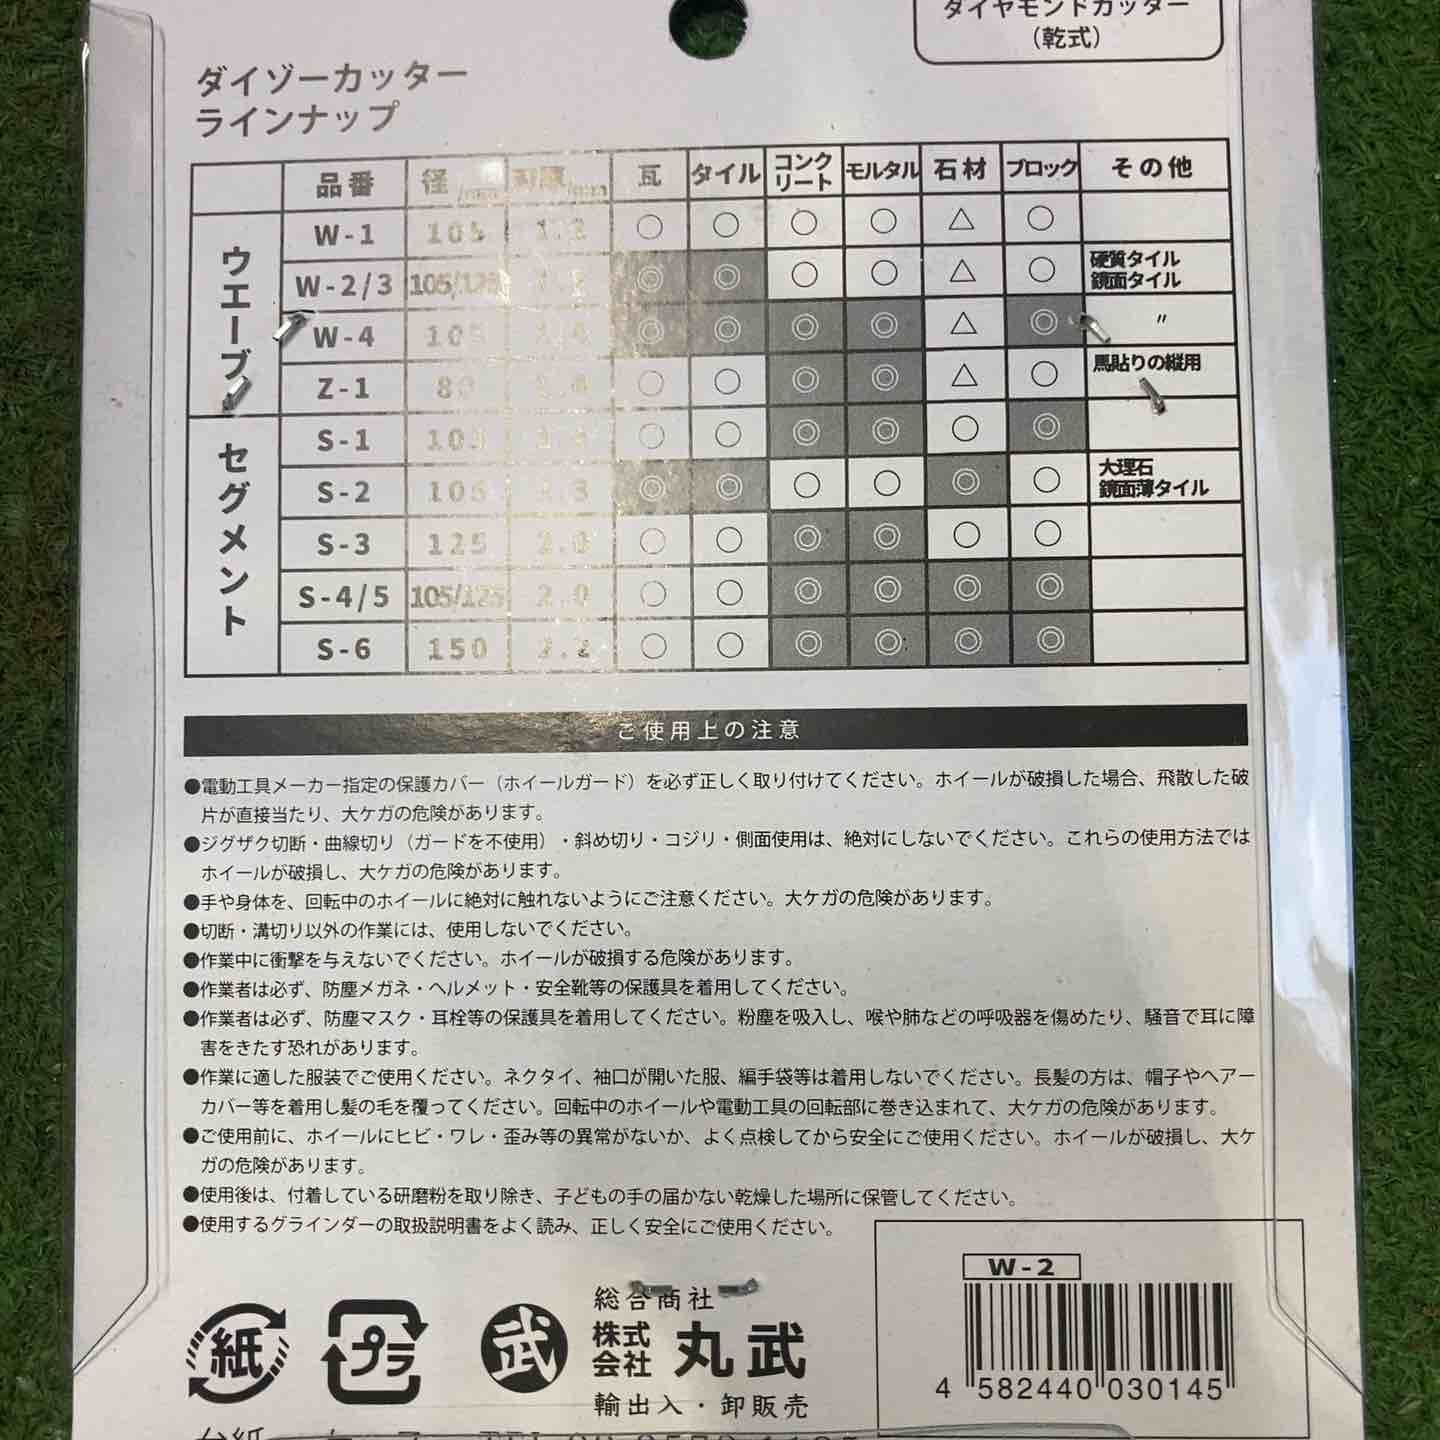 ダイヤモンドカッター
（乾式）
ダイゾーカッター
ラインナップ
品番 径/mm 瓦 タイル コンクリート モルタル 石材 ブロック その他
ウエーブ
W-1 105 ○ ○ ○ ○ △ ○
W-2/3 105/125 ◎ ◎ ○ ○ △ ○ 硬質タイル 鏡面タイル
W-4 105 ◎ ◎ ◎ ◎ △ ◎ 〃
Z-1 80 ○ ○ ◎ ◎ △ ○ 馬貼りの縦用
セグメント
S-1 105 ○ ○ ◎ ◎ ○ ◎
S-2 105 ◎ ◎ ○ ○ ◎ ○ 大理石 鏡面薄タイル
S-3 125 2.0 ○ ○ ◎ ◎ ○ ○
S-4/5 105/125 2.0 ○ ○ ◎ ◎ ◎ ◎
S-6 150 2.2 ○ ○ ◎ ◎ ◎ ◎
ご使用上の注意
●電動工具メーカー指定の保護カバー（ホイールガード）を必ず正しく取り付けてください。ホイールが破損した場合、飛散した破
片が直接当たり、大ケガの危険があります。
●ジグザク切断・曲線切り（ガードを不使用）・斜め切り・コジリ・側面使用は、絶対にしないでください。これらの使用方法では
ホイールが破損し、大ケガの危険があります。
●手や身体を、回転中のホイールに絶対に触れないようにご注意ください。大ケガの危険があります。
●切断・溝切り以外の作業には、使用しないでください。
●作業中に衝撃を与えないでください。ホイールが破損する危険があります。
●作業者は必ず、防塵メガネ・ヘルメット・安全靴等の保護具を着用してください。
●作業者は必ず、防塵マスク・耳栓等の保護具を着用してください。粉塵を吸入し、喉や肺などの呼吸器を傷めたり、騒音で耳に障
害をきたす恐れがあります。
●作業に適した服装でご使用ください。ネクタイ、袖口が開いた服、編手袋等は着用しないでください。長髪の方は、帽子やヘアー
カバー等を着用し髪の毛を覆ってください。回転中のホイールや電動工具の回転部に巻き込まれて、大ケガの危険があります。
●ご使用前に、ホイールにヒビ・ワレ・歪み等の異常がないか、よく点検してから安全にご使用ください。ホイールが破損し、大ケ
ガの危険があります。
●使用後は、付着している研磨粉を取り除き、子どもの手の届かない乾燥した場所に保管してください。
●使用するグラインダーの取扱説明書をよく読み、正しく安全にご使用ください。
W-2
4 582440 030145
紙
プラ
武
総合商社
株式会社 丸武
輸出入・卸販売